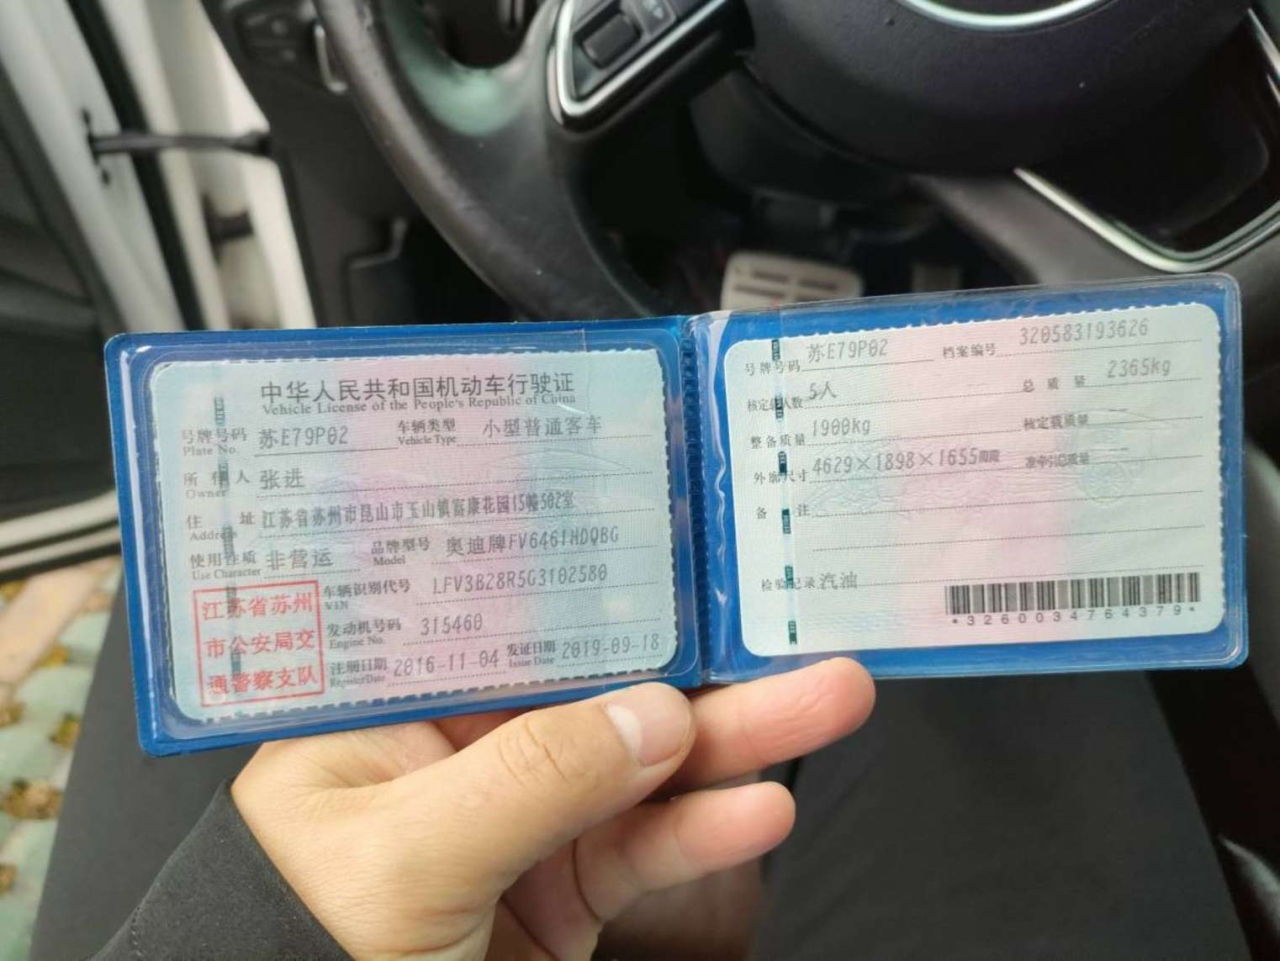 中华人民共和国机动车行驶证
Vehicle License of the People's Republic of China
号牌号码 苏E79P02 车辆类型 小型普通客车
Plate No. Vehicle Type
所有人 张进
Owner
住址 江苏省苏州市昆山市玉山镇富康花园15幢502室
Address
使用性质 非营运 品牌型号 奥迪牌FV6461HDQBG
Use Character Model
江苏省苏州
市公安局交
通警察支队
车辆识别代号 LFV3B28R5G3102580
VIN
发动机号码 315460
Engine No.
注册日期 2016-11-04 发证日期 2019-09-18
Register Date Issue Date
号牌号码 苏E79P02 档案编号 320583193626
核定载人数 5人 总质量 2365kg
整备质量 1900kg 核定载质量 --
外廓尺寸 4629×1898×1655mm 准牵引总质量 --
备注
检验记录 汽油
*3260034764379*